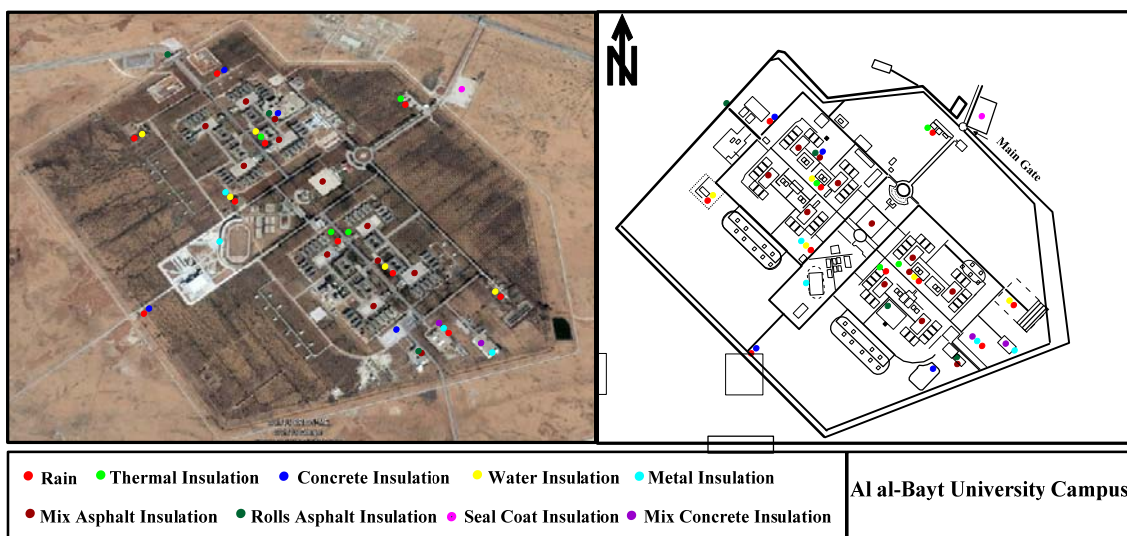 N
Main Gate
Rain
Thermal Insulation
Concrete Insulation
Water Insulation
Metal Insulation
Mix Asphalt Insulation
Rolls Asphalt Insulation
Seal Coat Insulation
Mix Concrete Insulation
Al al-Bayt University Campus